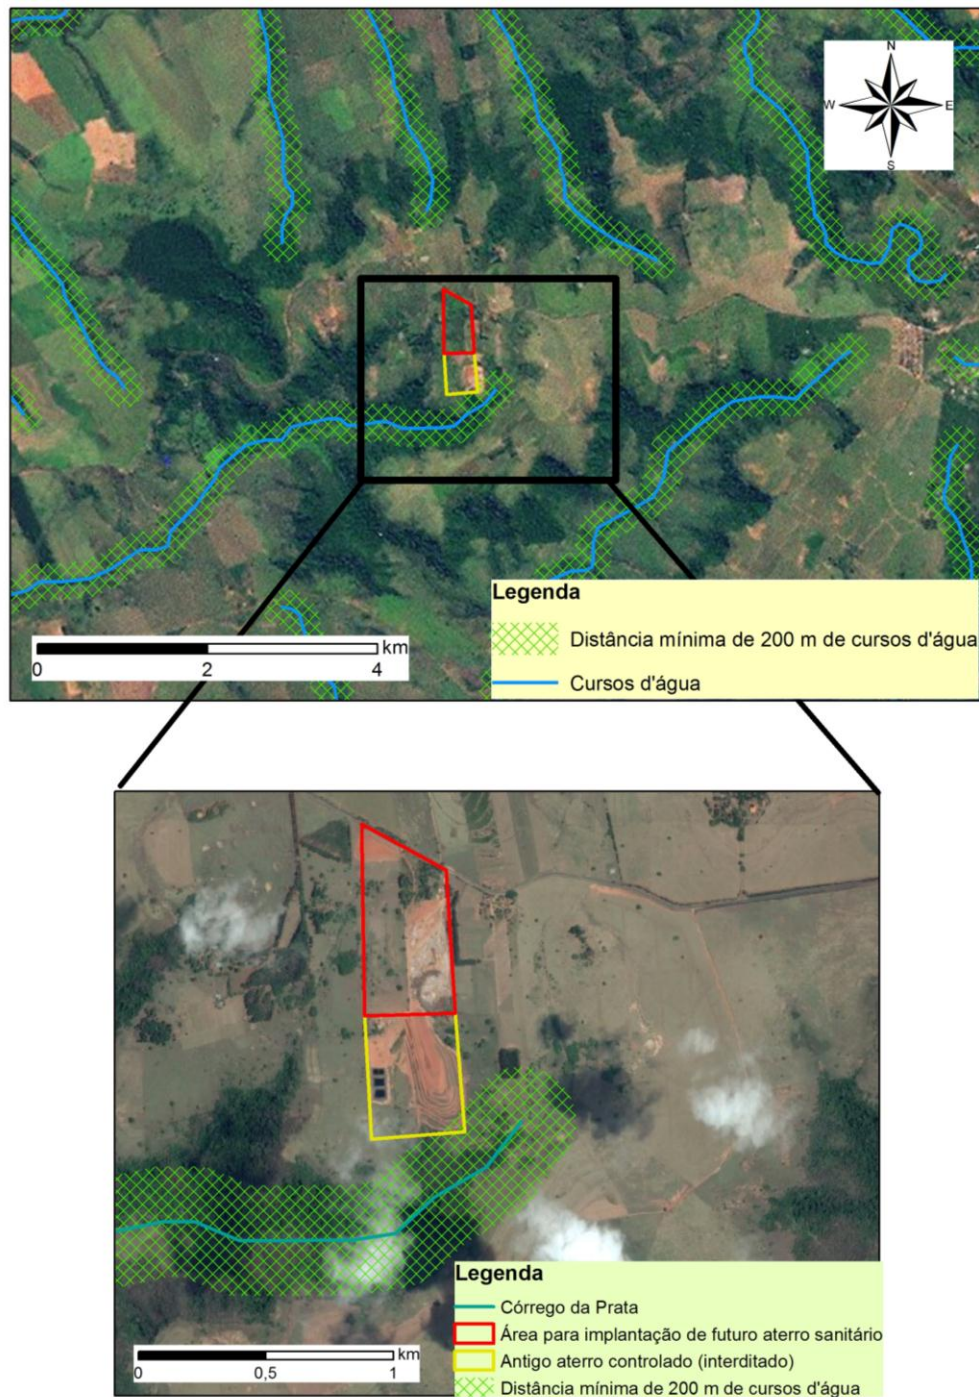 N
W E
S
Legenda
Distância mínima de 200 m de cursos d'água
Cursos d'água
km
0 2 4
Legenda
Córrego da Prata
Área para implantação de futuro aterro sanitário
Antigo aterro controlado (interditado)
Distância mínima de 200 m de cursos d'água
km
0 0,5 1